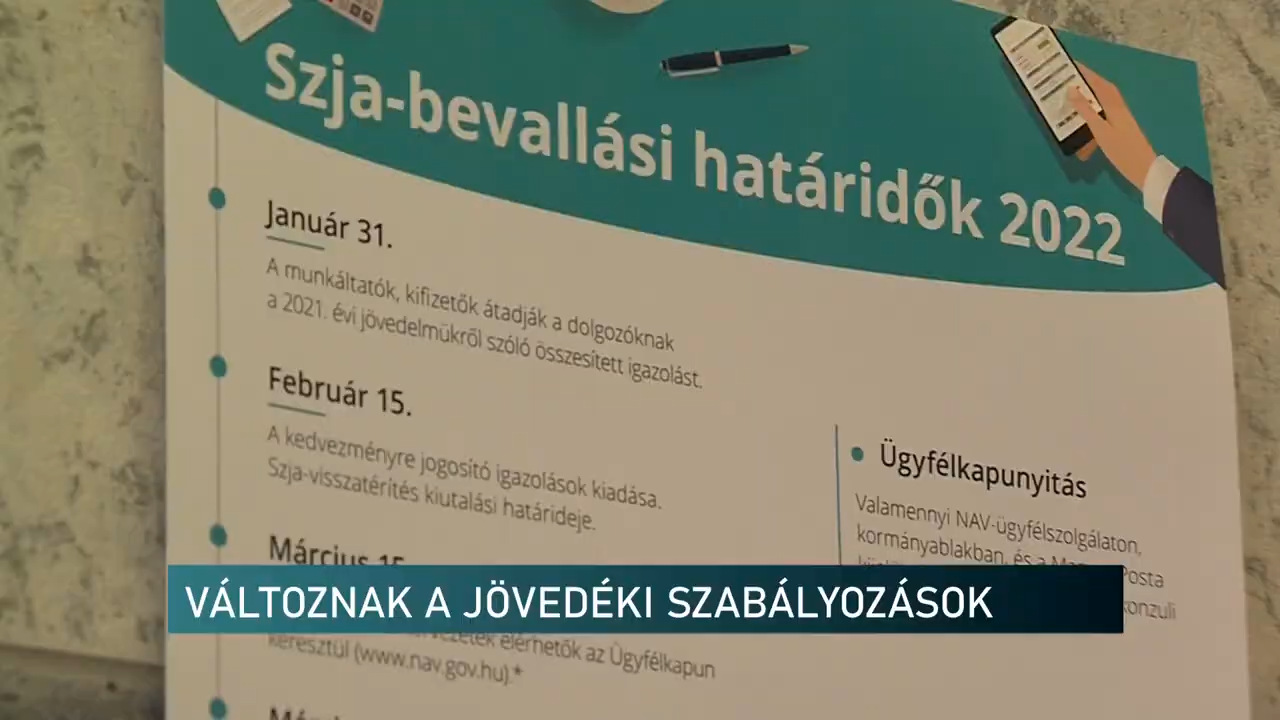 Szja-bevallási határidők 2022
Január 31.
A munkáltatók, kifizetők átadják a dolgozóknak
a 2021. évi jövedelmükről szóló összesített igazolást.
Február 15.
A kedvezményre jogosító igazolások kiadása.
Szja-visszatérítés kiutalási határideje.
Március 15.
elérhetők az Ügyfélkapun
keresztül (www.nav.gov.hu).*
Ügyfélkapunyitás
Valamennyi NAV-ügyfélszolgálaton,
kormányablakban, és a Posta
konzuli
VÁLTOZNAK A JÖVEDÉKI SZABÁLYOZÁSOK